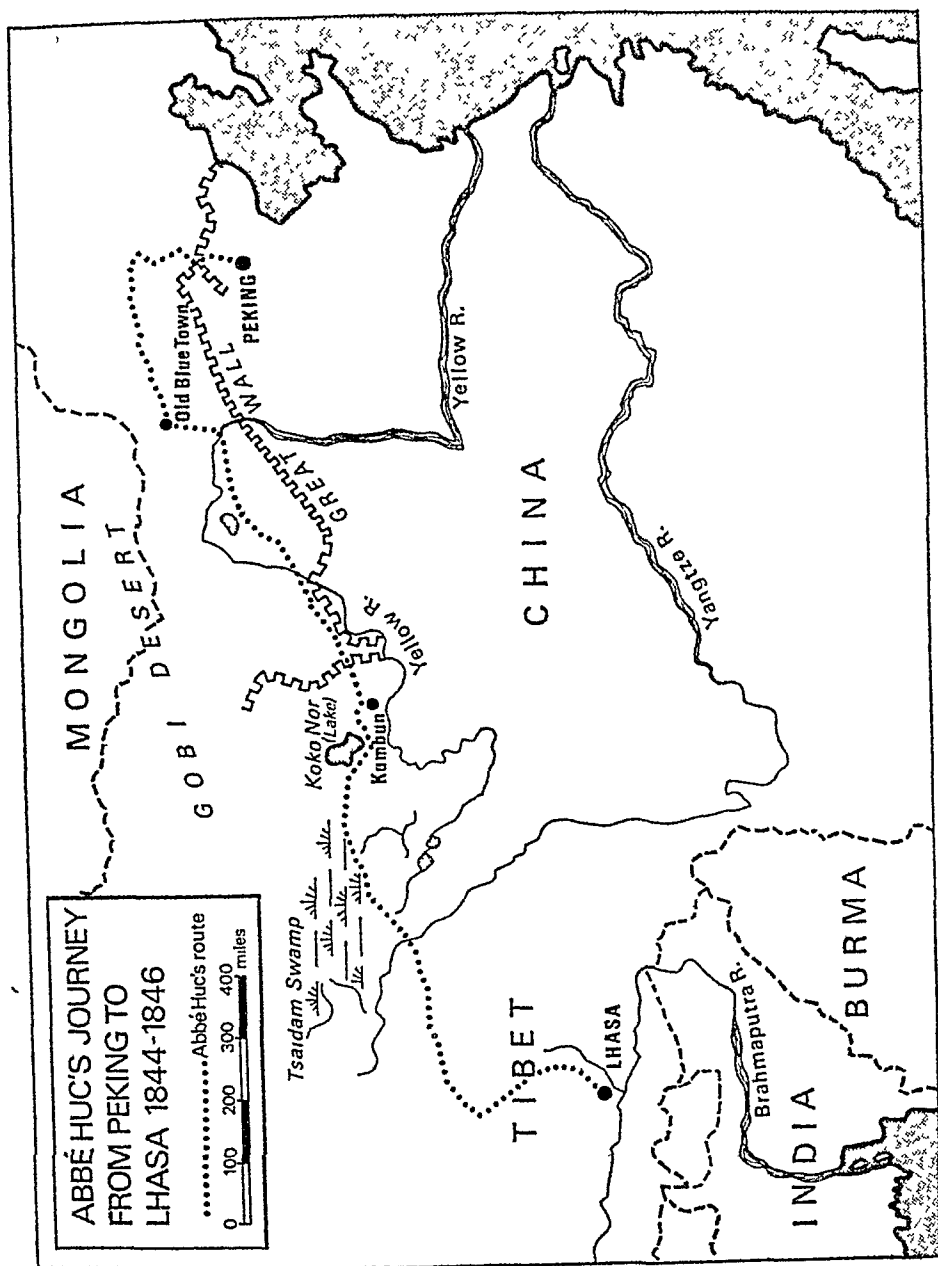 ABBÉ HUC'S JOURNEY
FROM PEKING TO
LHASA 1844-1846
Abbé Huc's route
0 100 200 300 400
miles
MONGOLIA
GOBI DESERT
Old Blue Town
GREAT WALL
PEKING
Tsaidam Swamp
Koko Nor
(Lake)
Kumbun
Yellow R.
Yellow R.
CHINA
TIBET
LHASA
Yangtze R.
Brahmaputra R.
INDIA
BURMA